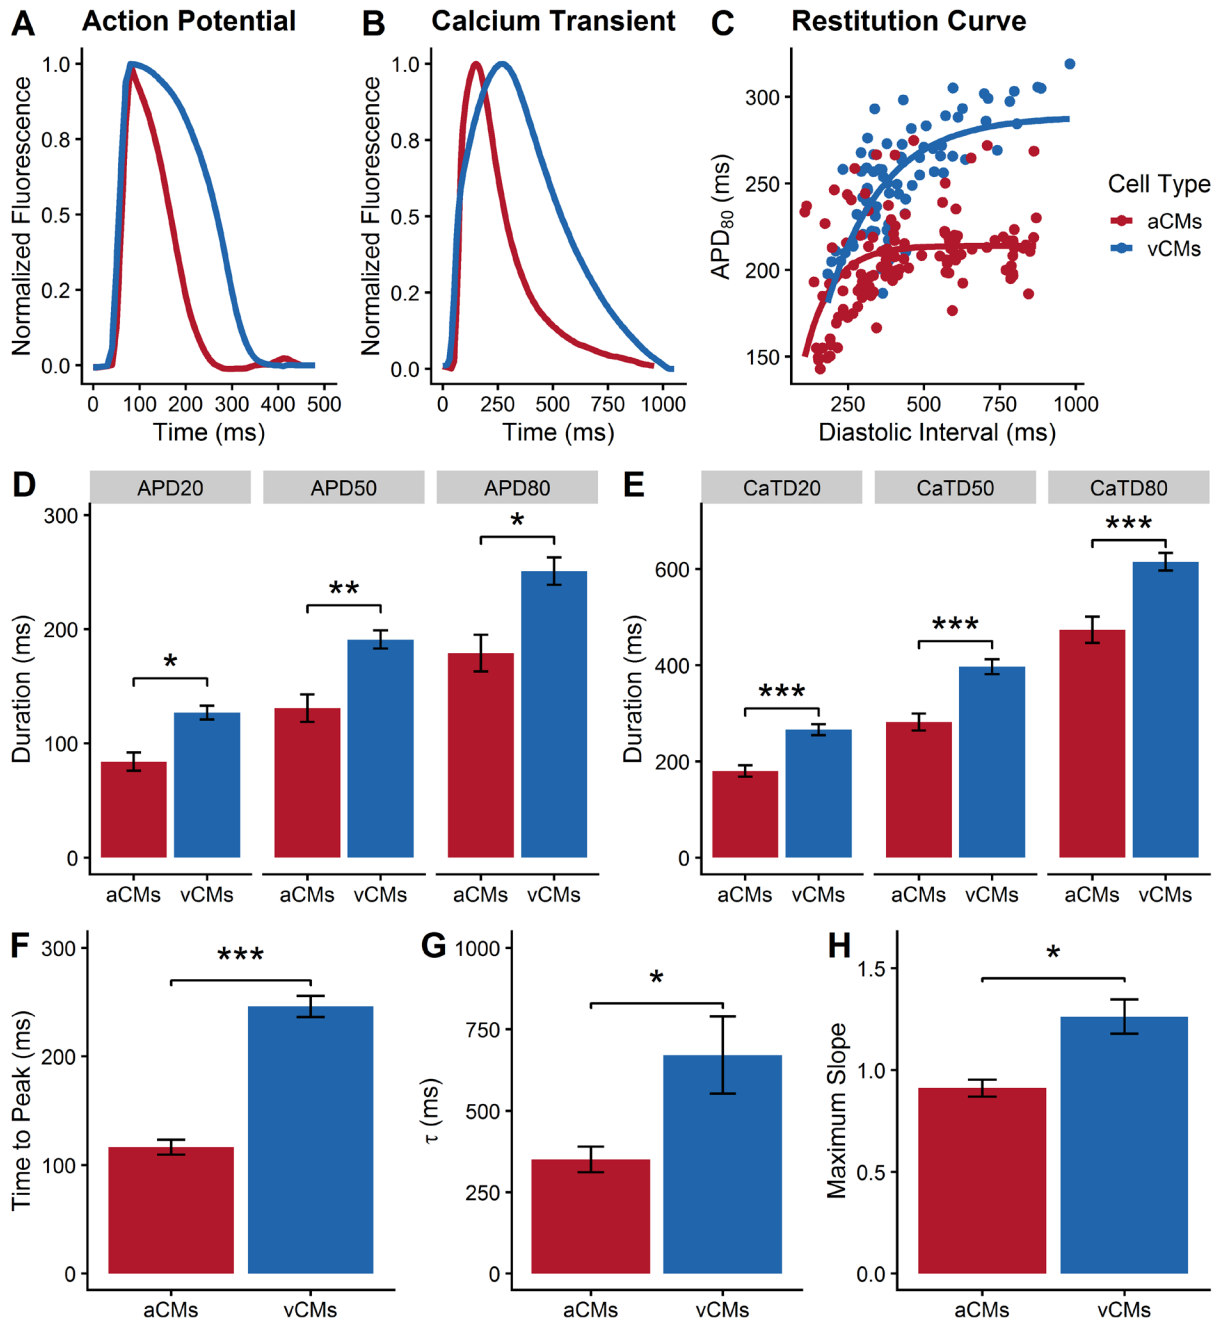 A Action Potential
Normalized Fluorescence
1.0
0.8
0.5
0.2
0.0
0 100 200 300 400 500
Time (ms)
B Calcium Transient
Normalized Fluorescence
1.0
0.8
0.5
0.2
0.0
0 250 500 750 1000
Time (ms)
C Restitution Curve
APD80 (ms)
300
250
200
150
250 500 750 1000
Diastolic Interval (ms)
Cell Type
aCMs
vCMs
D
APD20 APD50 APD80
Duration (ms)
300
200
100
0
* ** *
aCMs vCMs aCMs vCMs aCMs vCMs
E
CaTD20 CaTD50 CaTD80
Duration (ms)
600
400
200
0
*** *** ***
aCMs vCMs aCMs vCMs aCMs vCMs
F
Time to Peak (ms)
300
200
100
0
***
aCMs vCMs
G
τ (ms)
1000
750
500
250
0
*
aCMs vCMs
H
Maximum Slope
1.5
1.0
0.5
0.0
*
aCMs vCMs